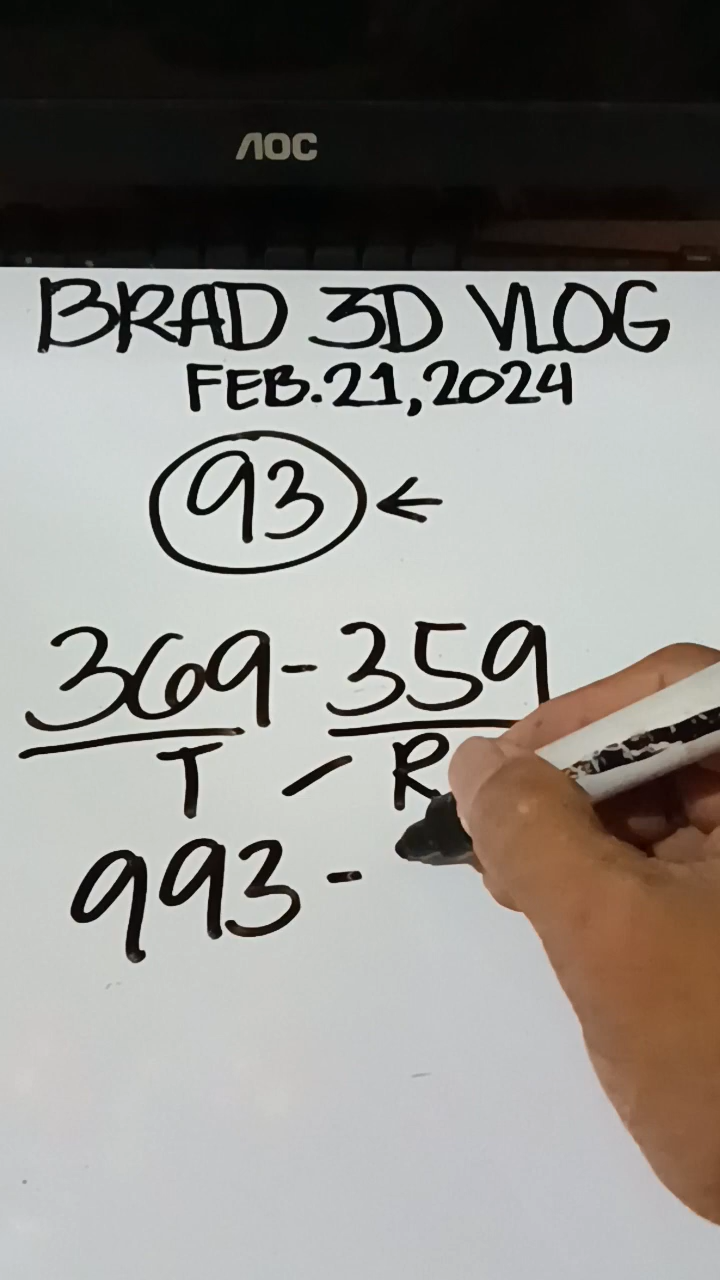 AOC
BRAD 3D VLOG
FEB.21,2024
93 ←
369-359
T - R
993 -